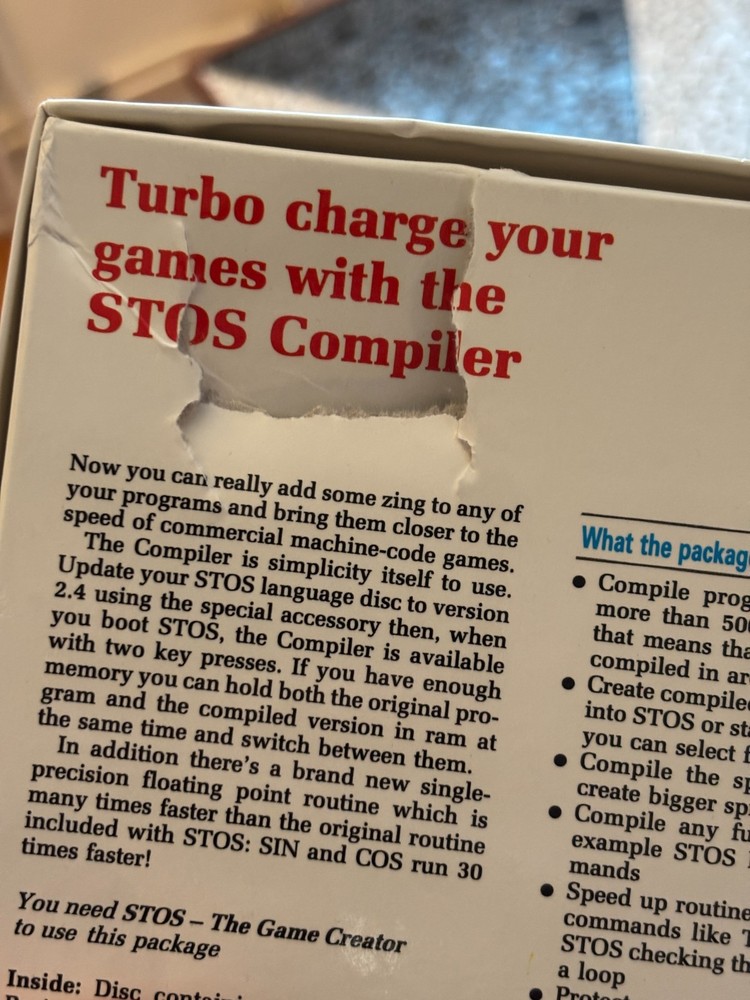 Turbo charge your
games with the
STOS Compiler
Now you can really add some zing to any of
your programs and bring them closer to the
speed of commercial machine-code games.
The Compiler is simplicity itself to use.
Update your STOS language disc to version
2.4 using the special accessory then, when
you boot STOS, the Compiler is available
with two key presses. If you have enough
memory you can hold both the original pro-
gram and the compiled version in ram at
the same time and switch between them.
In addition there's a brand new single-
precision floating point routine which is
many times faster than the original routine
included with STOS: SIN and COS run 30
times faster!
You need STOS – The Game Creator
to use this package
Inside: Disc
What the
● Compile
more than
that means
compiled in
● Create
into STOS or
you can select
● Compile the
create bigger
● Compile any
example STOS
mands
● Speed up
commands like
STOS checking
a loop
●